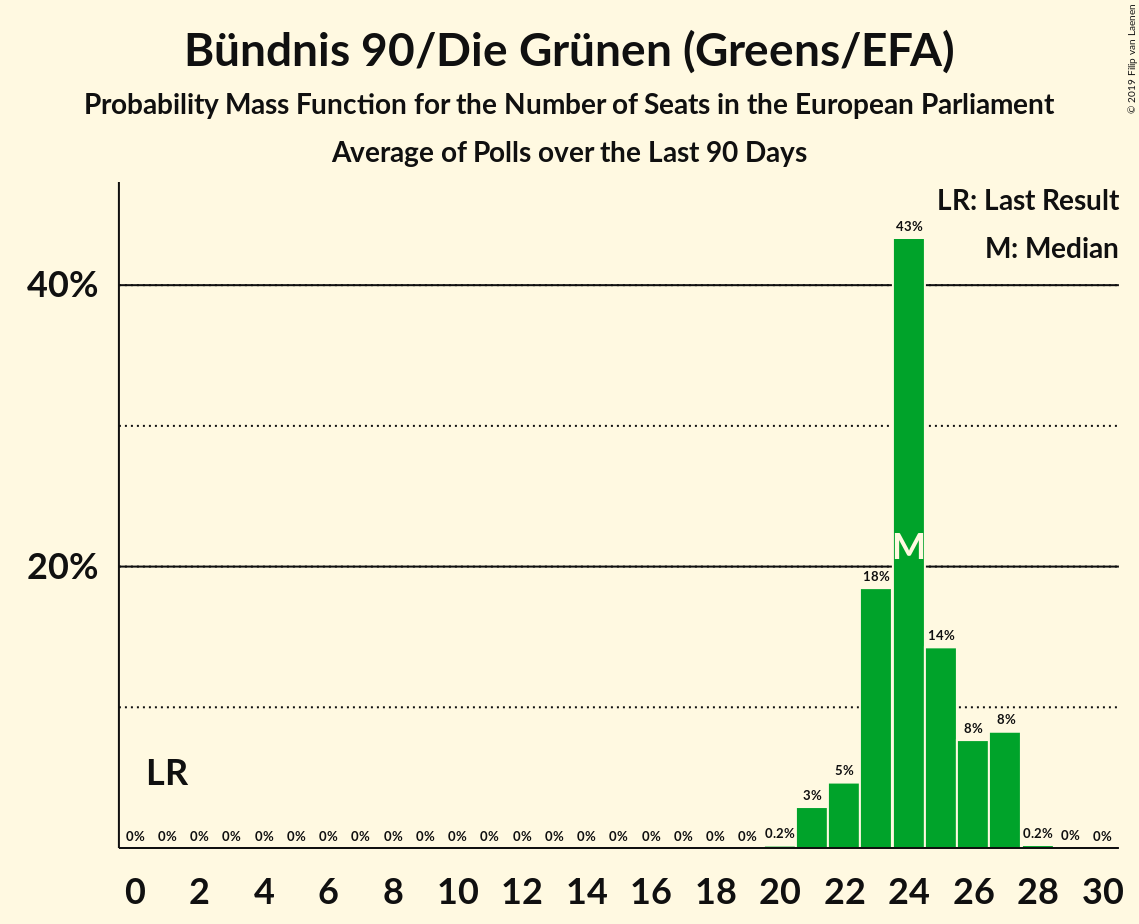 Bündnis 90/Die Grünen (Greens/EFA)
Probability Mass Function for the Number of Seats in the European Parliament
Average of Polls over the Last 90 Days
© 2019 Filip van Laenen
LR: Last Result
M: Median
40%
20%
43%
M
18%
14%
8%
8%
5%
3%
LR
0% 0% 0% 0% 0% 0% 0% 0% 0% 0% 0% 0% 0% 0% 0% 0% 0% 0% 0% 0% 0.2% 0.2% 0% 0%
0 2 4 6 8 10 12 14 16 18 20 22 24 26 28 30